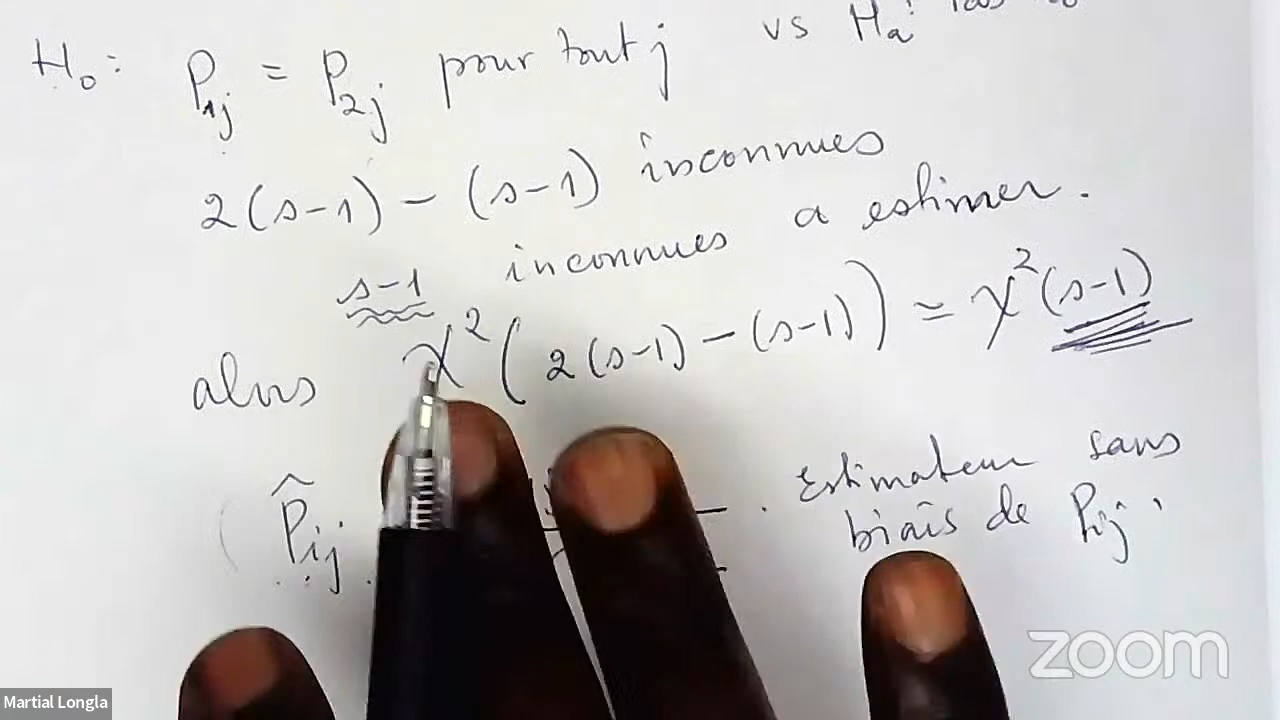 H₀: P₁ⱼ = P₂ⱼ pour tout j vs Hₐ:
2(s-1) - (s-1) inconnues
s-1 inconnues a estimer.
alors χ²(2(s-1) - (s-1)) = χ²(s-1)
P̂ᵢⱼ . Estimateur sans
biais de Pᵢⱼ.
zoom
Martial Longla